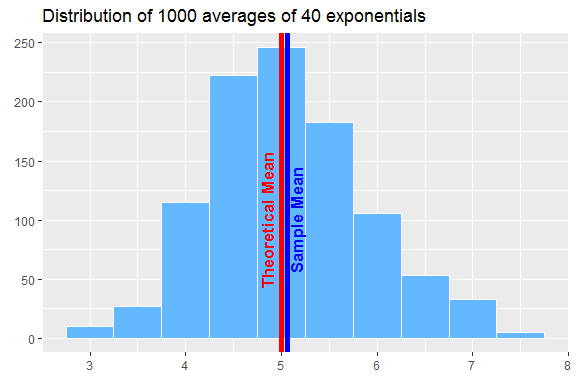 Distribution of 1000 averages of 40 exponentials
250
200
150
100
50
0
Theoretical Mean
Sample Mean
3 4 5 6 7 8